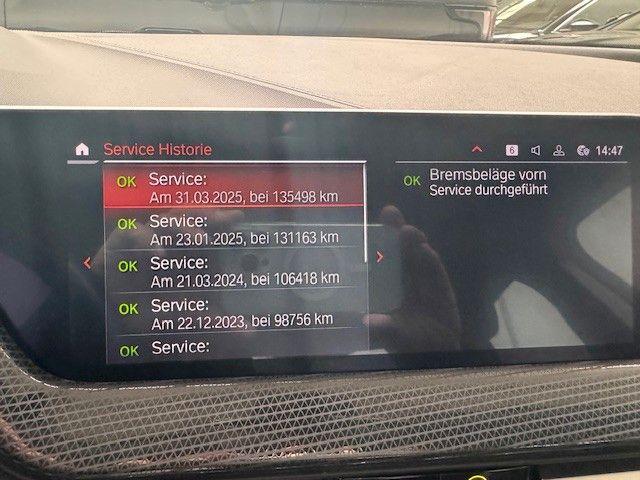 Service Historie
6
14:47
OK Service:
Am 31.03.2025, bei 135498 km
OK Service:
Am 23.01.2025, bei 131163 km
OK Service:
Am 21.03.2024, bei 106418 km
OK Service:
Am 22.12.2023, bei 98756 km
OK Service:
OK Bremsbeläge vorn
Service durchgeführt